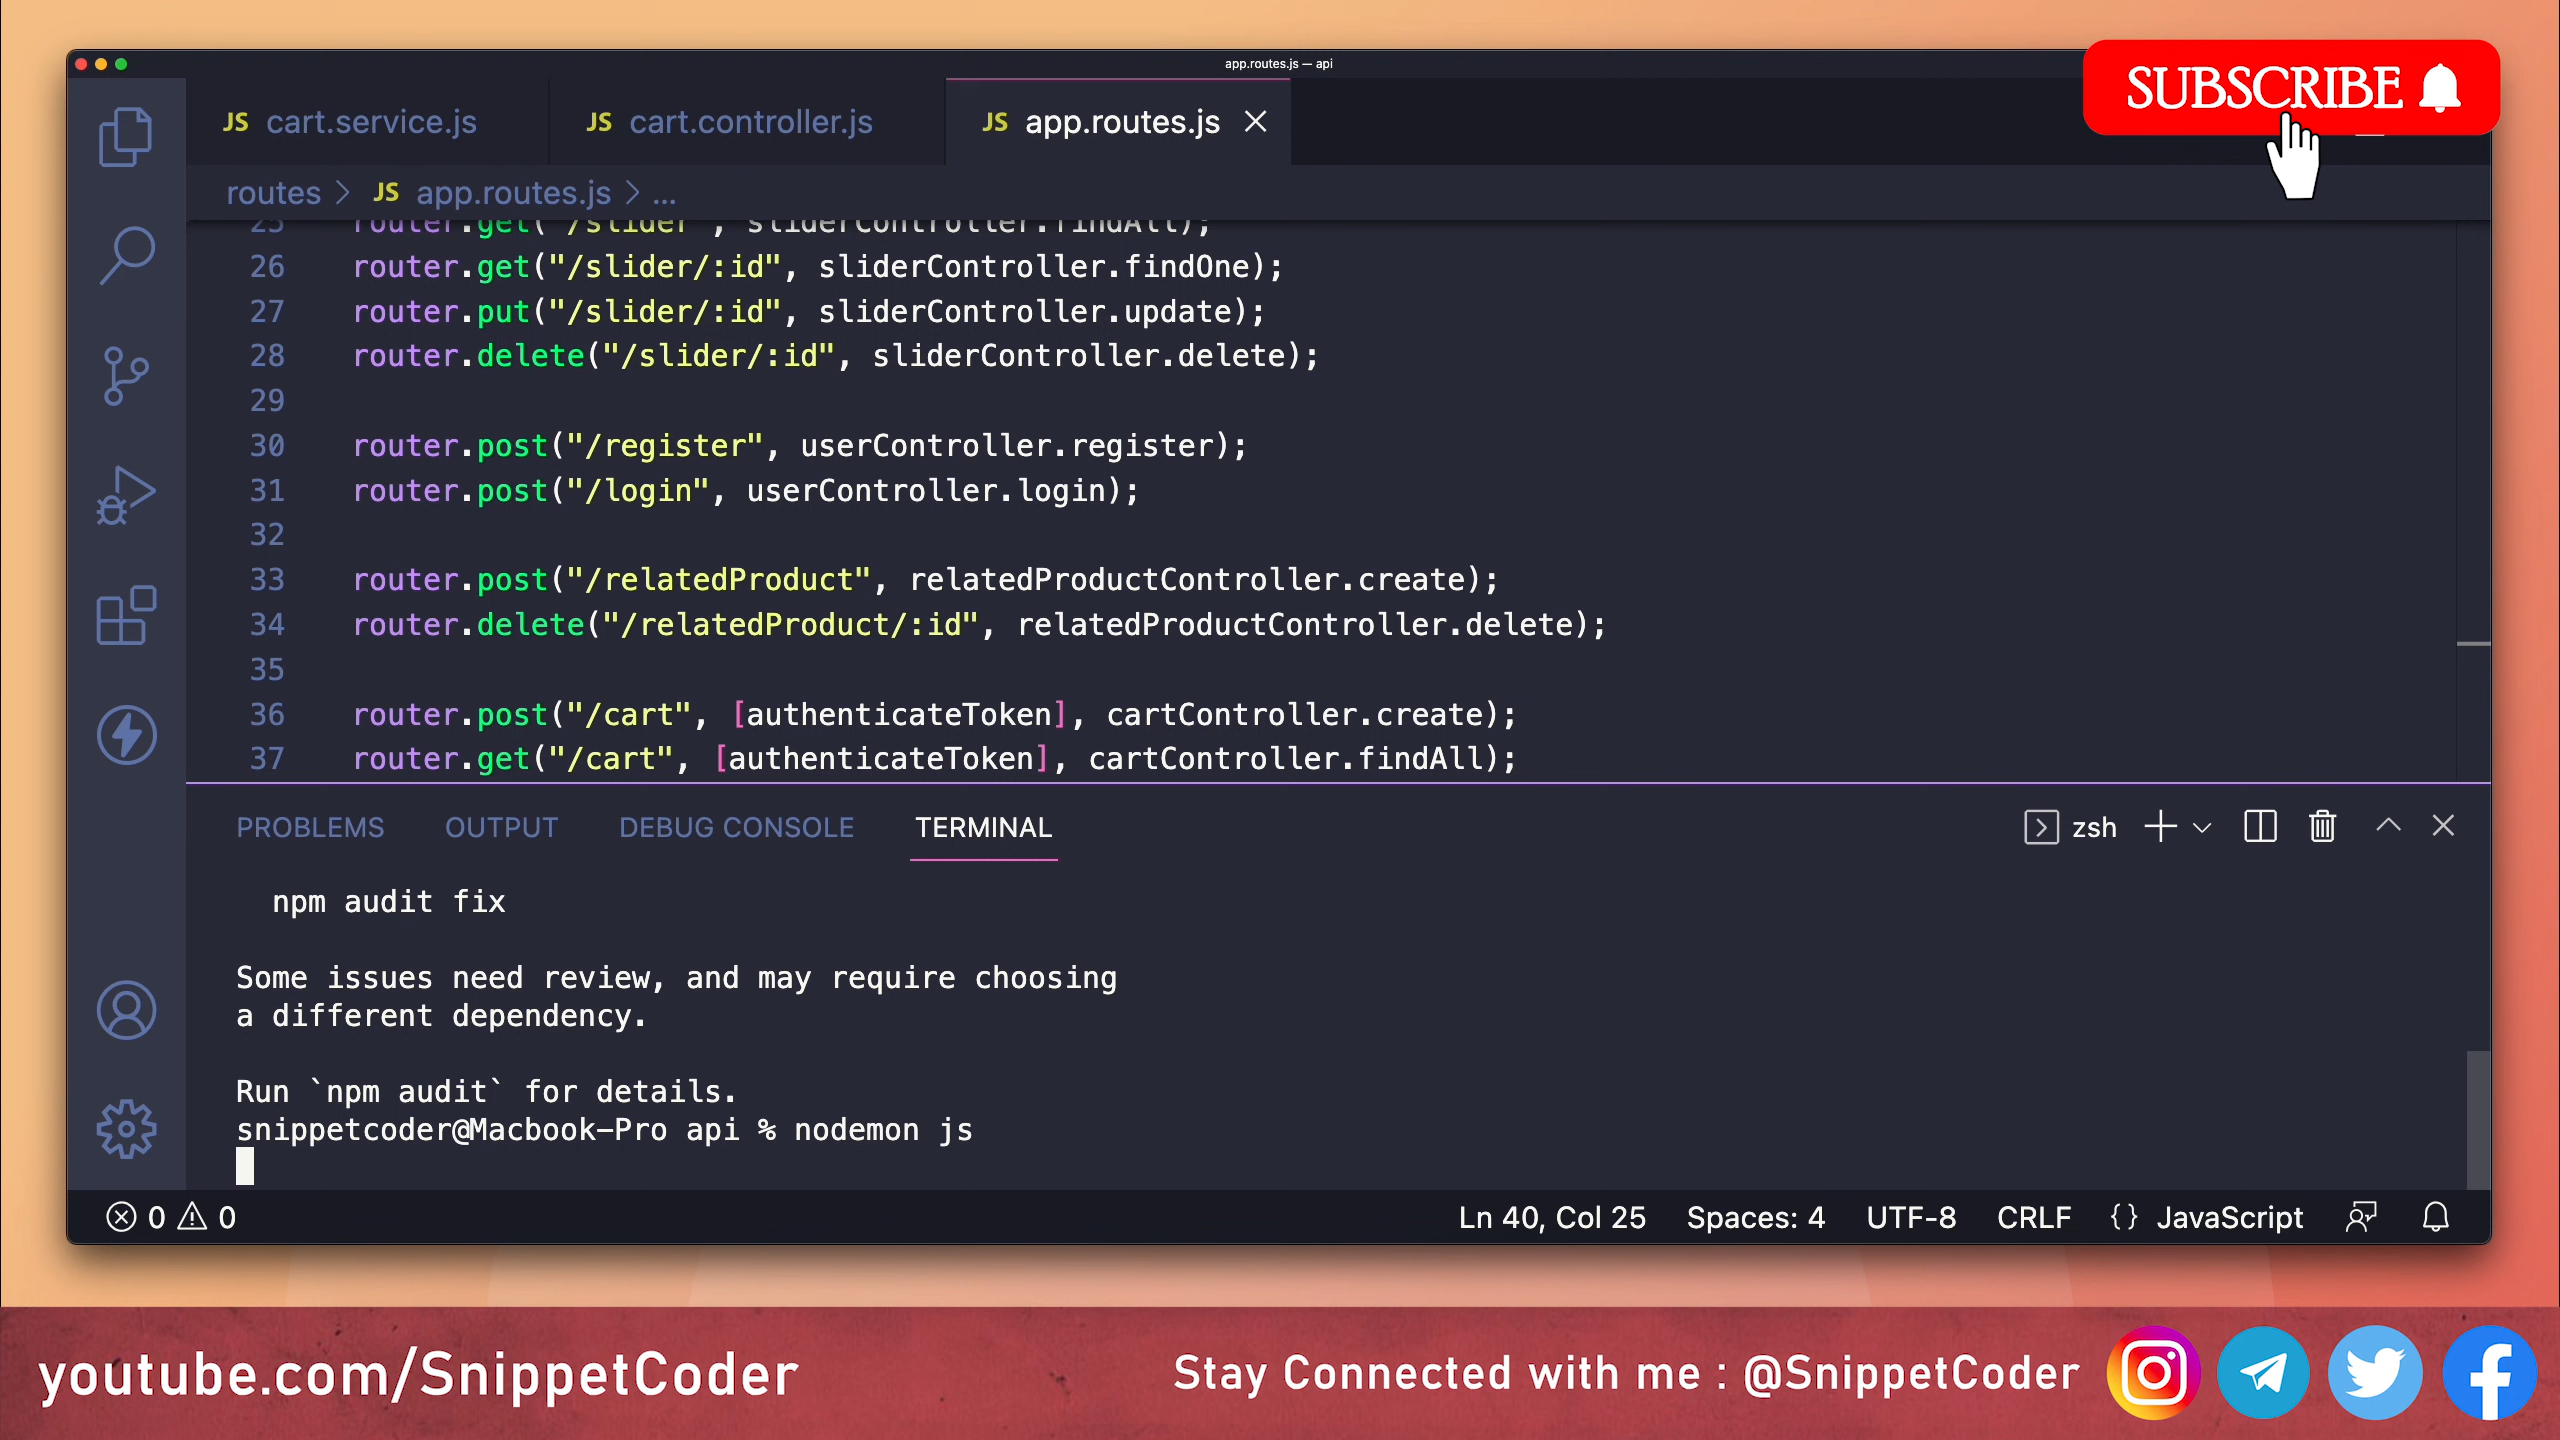 app.routes.js — api
SUBSCRIBE
JS cart.service.js
JS cart.controller.js
JS app.routes.js
routes > JS app.routes.js > ...
25 router.get("/slider", sliderController.findAll);
26 router.get("/slider/:id", sliderController.findOne);
27 router.put("/slider/:id", sliderController.update);
28 router.delete("/slider/:id", sliderController.delete);
29
30 router.post("/register", userController.register);
31 router.post("/login", userController.login);
32
33 router.post("/relatedProduct", relatedProductController.create);
34 router.delete("/relatedProduct/:id", relatedProductController.delete);
35
36 router.post("/cart", [authenticateToken], cartController.create);
37 router.get("/cart", [authenticateToken], cartController.findAll);
PROBLEMS OUTPUT DEBUG CONSOLE TERMINAL zsh
npm audit fix
Some issues need review, and may require choosing
a different dependency.
Run `npm audit` for details.
snippetcoder@Macbook-Pro api % nodemon js
0 0 Ln 40, Col 25 Spaces: 4 UTF-8 CRLF {} JavaScript
youtube.com/SnippetCoder
Stay Connected with me : @SnippetCoder